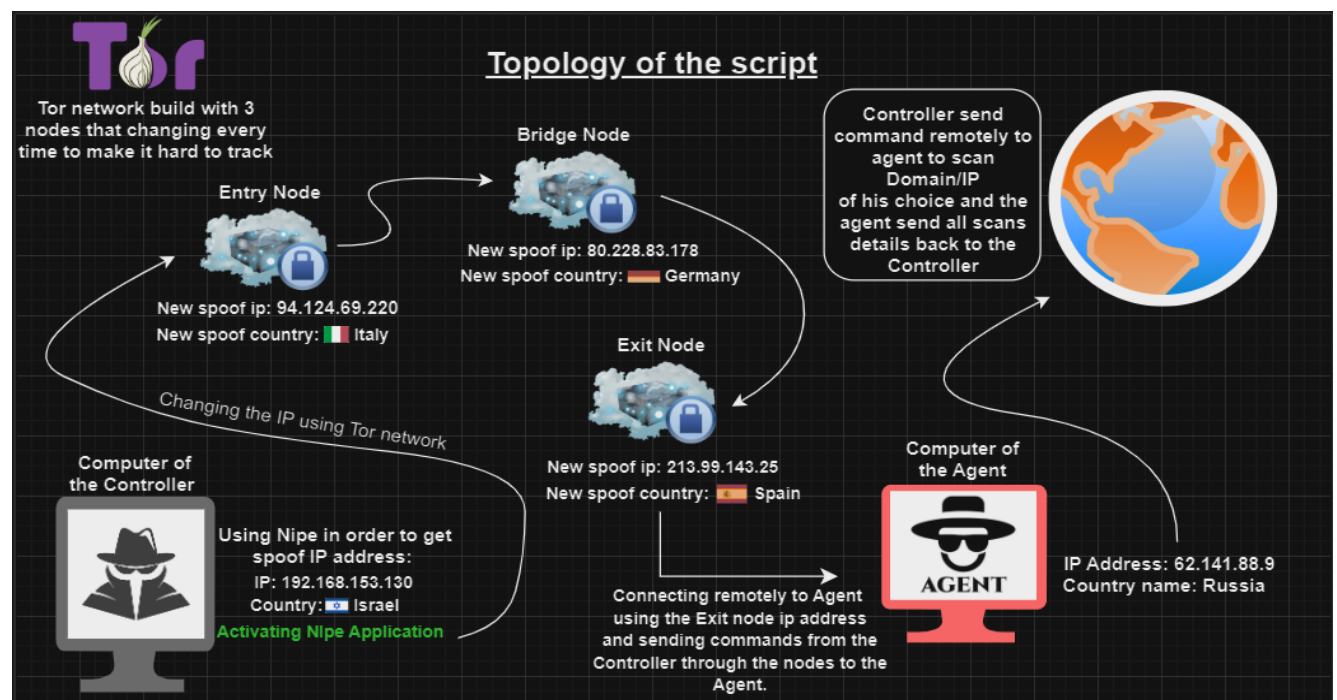 Tor
Topology of the script
Tor network build with 3
nodes that changing every
time to make it hard to track
Entry Node
New spoof ip: 94.124.69.220
New spoof country: Italy
Bridge Node
New spoof ip: 80.228.83.178
New spoof country: Germany
Controller send
command remotely to
agent to scan
Domain/IP
of his choice and the
agent send all scans
details back to the
Controller
Exit Node
New spoof ip: 213.99.143.25
New spoof country: Spain
Changing the IP using Tor network
Computer of
the Controller
Using Nipe in order to get
spoof IP address:
IP: 192.168.153.130
Country: Israel
Activating NIpe Application
Connecting remotely to Agent
using the Exit node ip address
and sending commands from the
Controller through the nodes to the
Agent.
Computer of
the Agent
AGENT
IP Address: 62.141.88.9
Country name: Russia